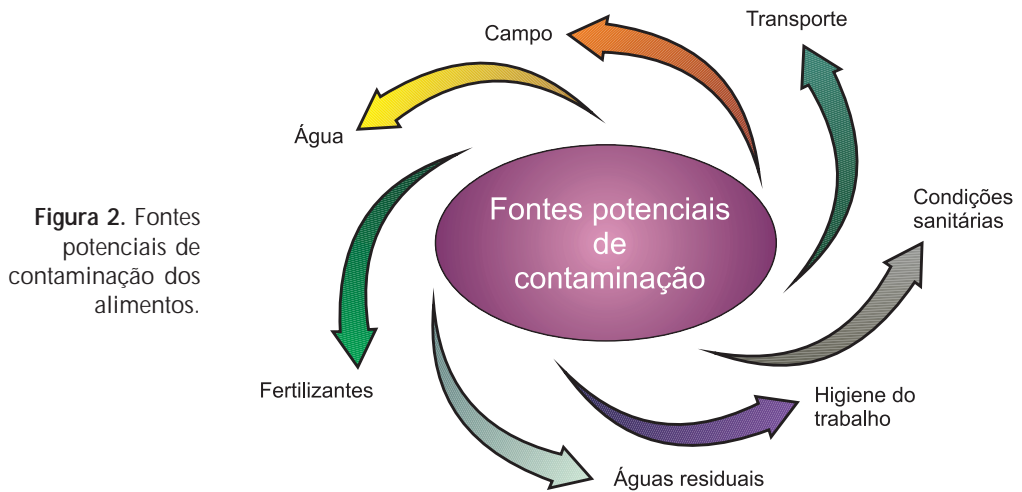 Figura 2. Fontes
potenciais de
contaminação dos
alimentos.
Fontes potenciais
de
contaminação
Campo
Transporte
Água
Condições
sanitárias
Fertilizantes
Higiene do
trabalho
Águas residuais